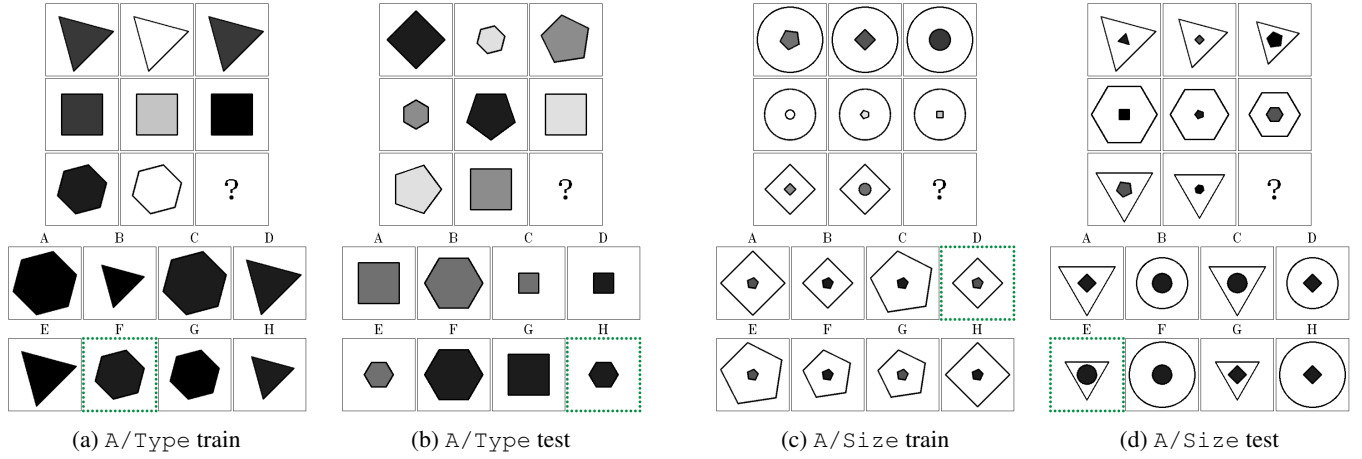 ?
?
?
?
A B C D
E F G H
A B C D
E F G H
A B C D
E F G H
A B C D
E F G H
(a) A/Type train
(b) A/Type test
(c) A/Size train
(d) A/Size test